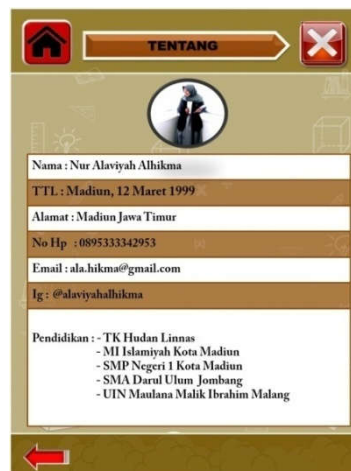 TENTANG
Nama : Nur Alaviyah Alhikma
TTL : Madiun, 12 Maret 1999
Alamat : Madiun Jawa Timur
No Hp : 0895333342953
Email : ala.hikma@gmail.com
Ig : @alaviyahalhikma
Pendidikan : - TK Hudan Linnas
- MI Islamiyah Kota Madiun
- SMP Negeri 1 Kota Madiun
- SMA Darul Ulum Jombang
- UIN Maulana Malik Ibrahim Malang